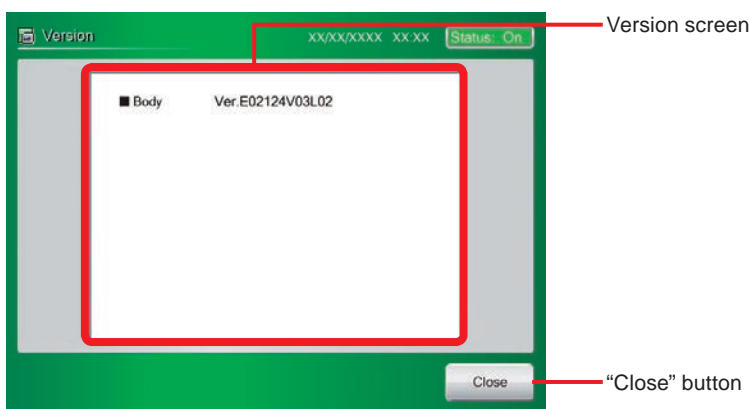 Version
XX/XX/XXXX XX:XX
Status: On
Version screen
■ Body Ver.E02124V03L02
Close
“Close” button